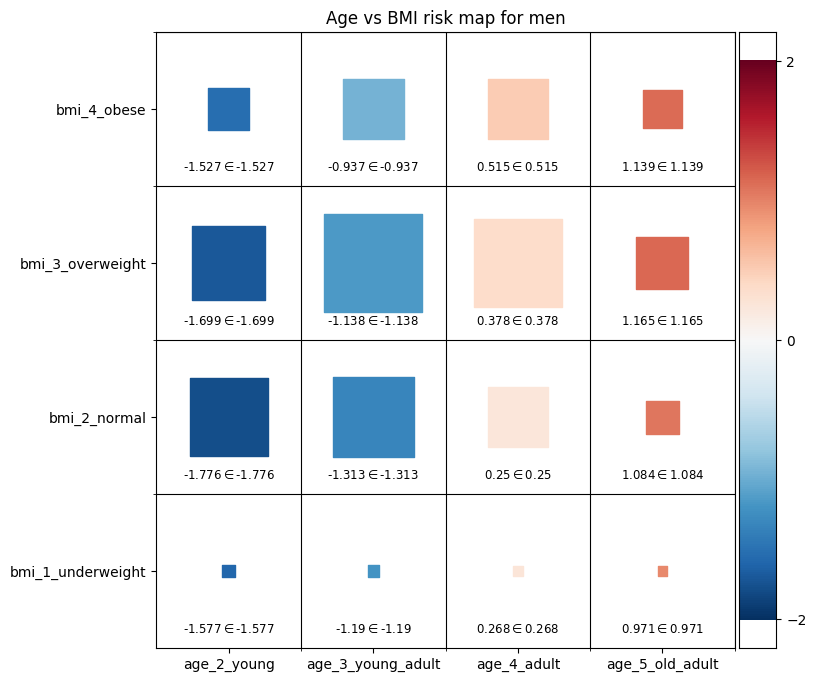 Age vs BMI risk map for men
bmi_4_obese
-1.527∈-1.527
-0.937∈-0.937
0.515∈0.515
1.139∈1.139
bmi_3_overweight
-1.699∈-1.699
-1.138∈-1.138
0.378∈0.378
1.165∈1.165
bmi_2_normal
-1.776∈-1.776
-1.313∈-1.313
0.25∈0.25
1.084∈1.084
bmi_1_underweight
-1.577∈-1.577
-1.19∈-1.19
0.268∈0.268
0.971∈0.971
age_2_young
age_3_young_adult
age_4_adult
age_5_old_adult
2
0
−2